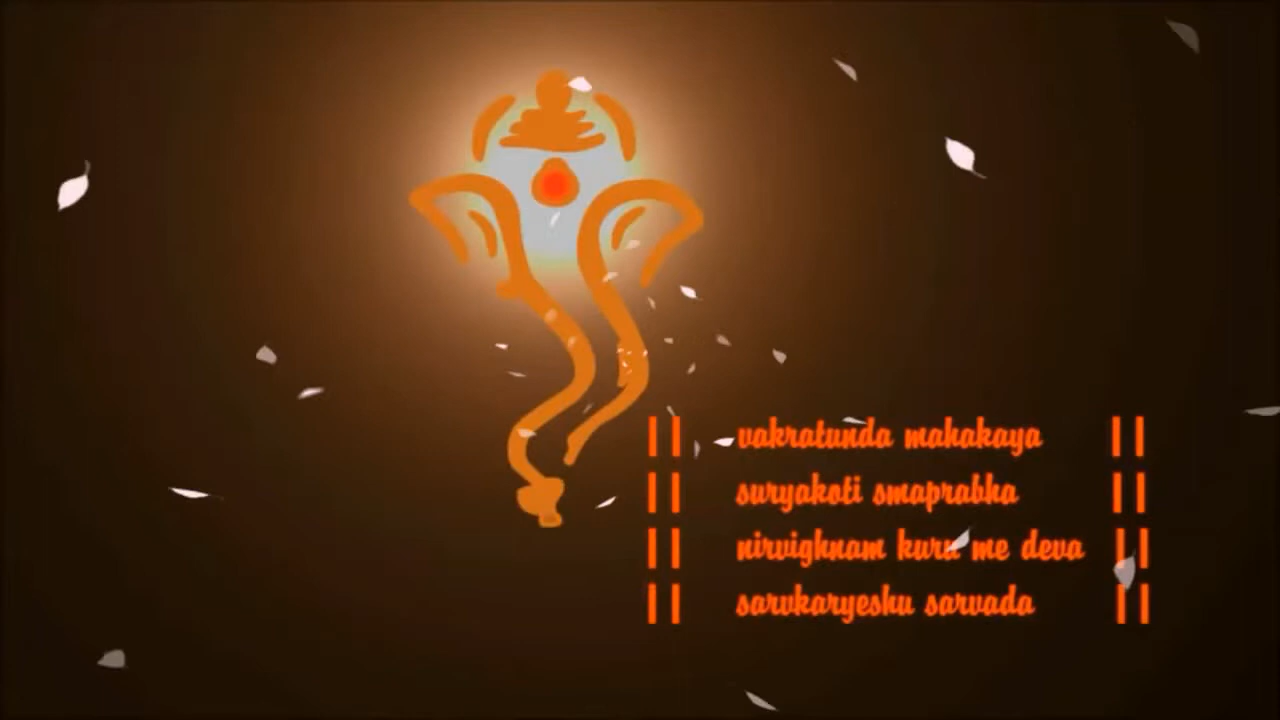 || vakratunda mahakaya ||
|| suryakoti smaprabha ||
|| nirvighnam kuru me deva ||
|| sarvkaryeshu sarvada ||